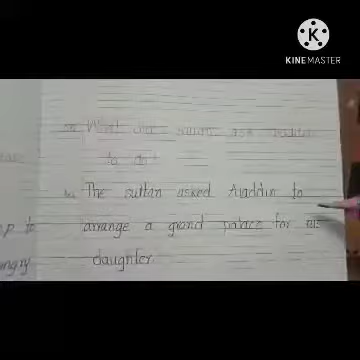 KINEMASTER
What did sultan ask Aladdin
to do?
The sultan asked Aladdin to
arrange a grand palace for his
daughter.